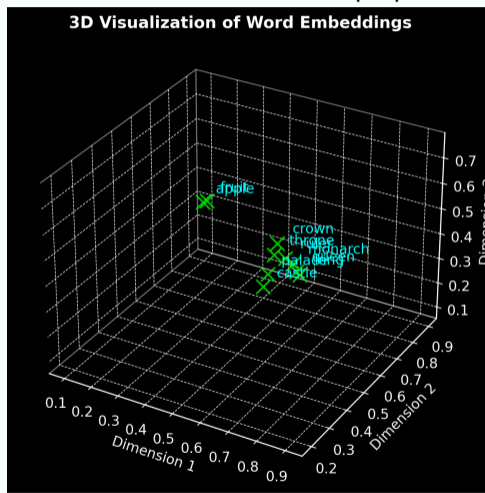 3D Visualization of Word Embeddings
apple
crown
throne
monarch
queen
palace
king
castle
0.7
0.6
0.5
0.4
0.3
0.2
0.1
0.9
0.8
0.7
0.6
0.5
0.4
0.3
0.2
0.1
0.2
0.3
0.4
0.5
0.6
0.7
0.8
0.9
Dimension 1
Dimension 2